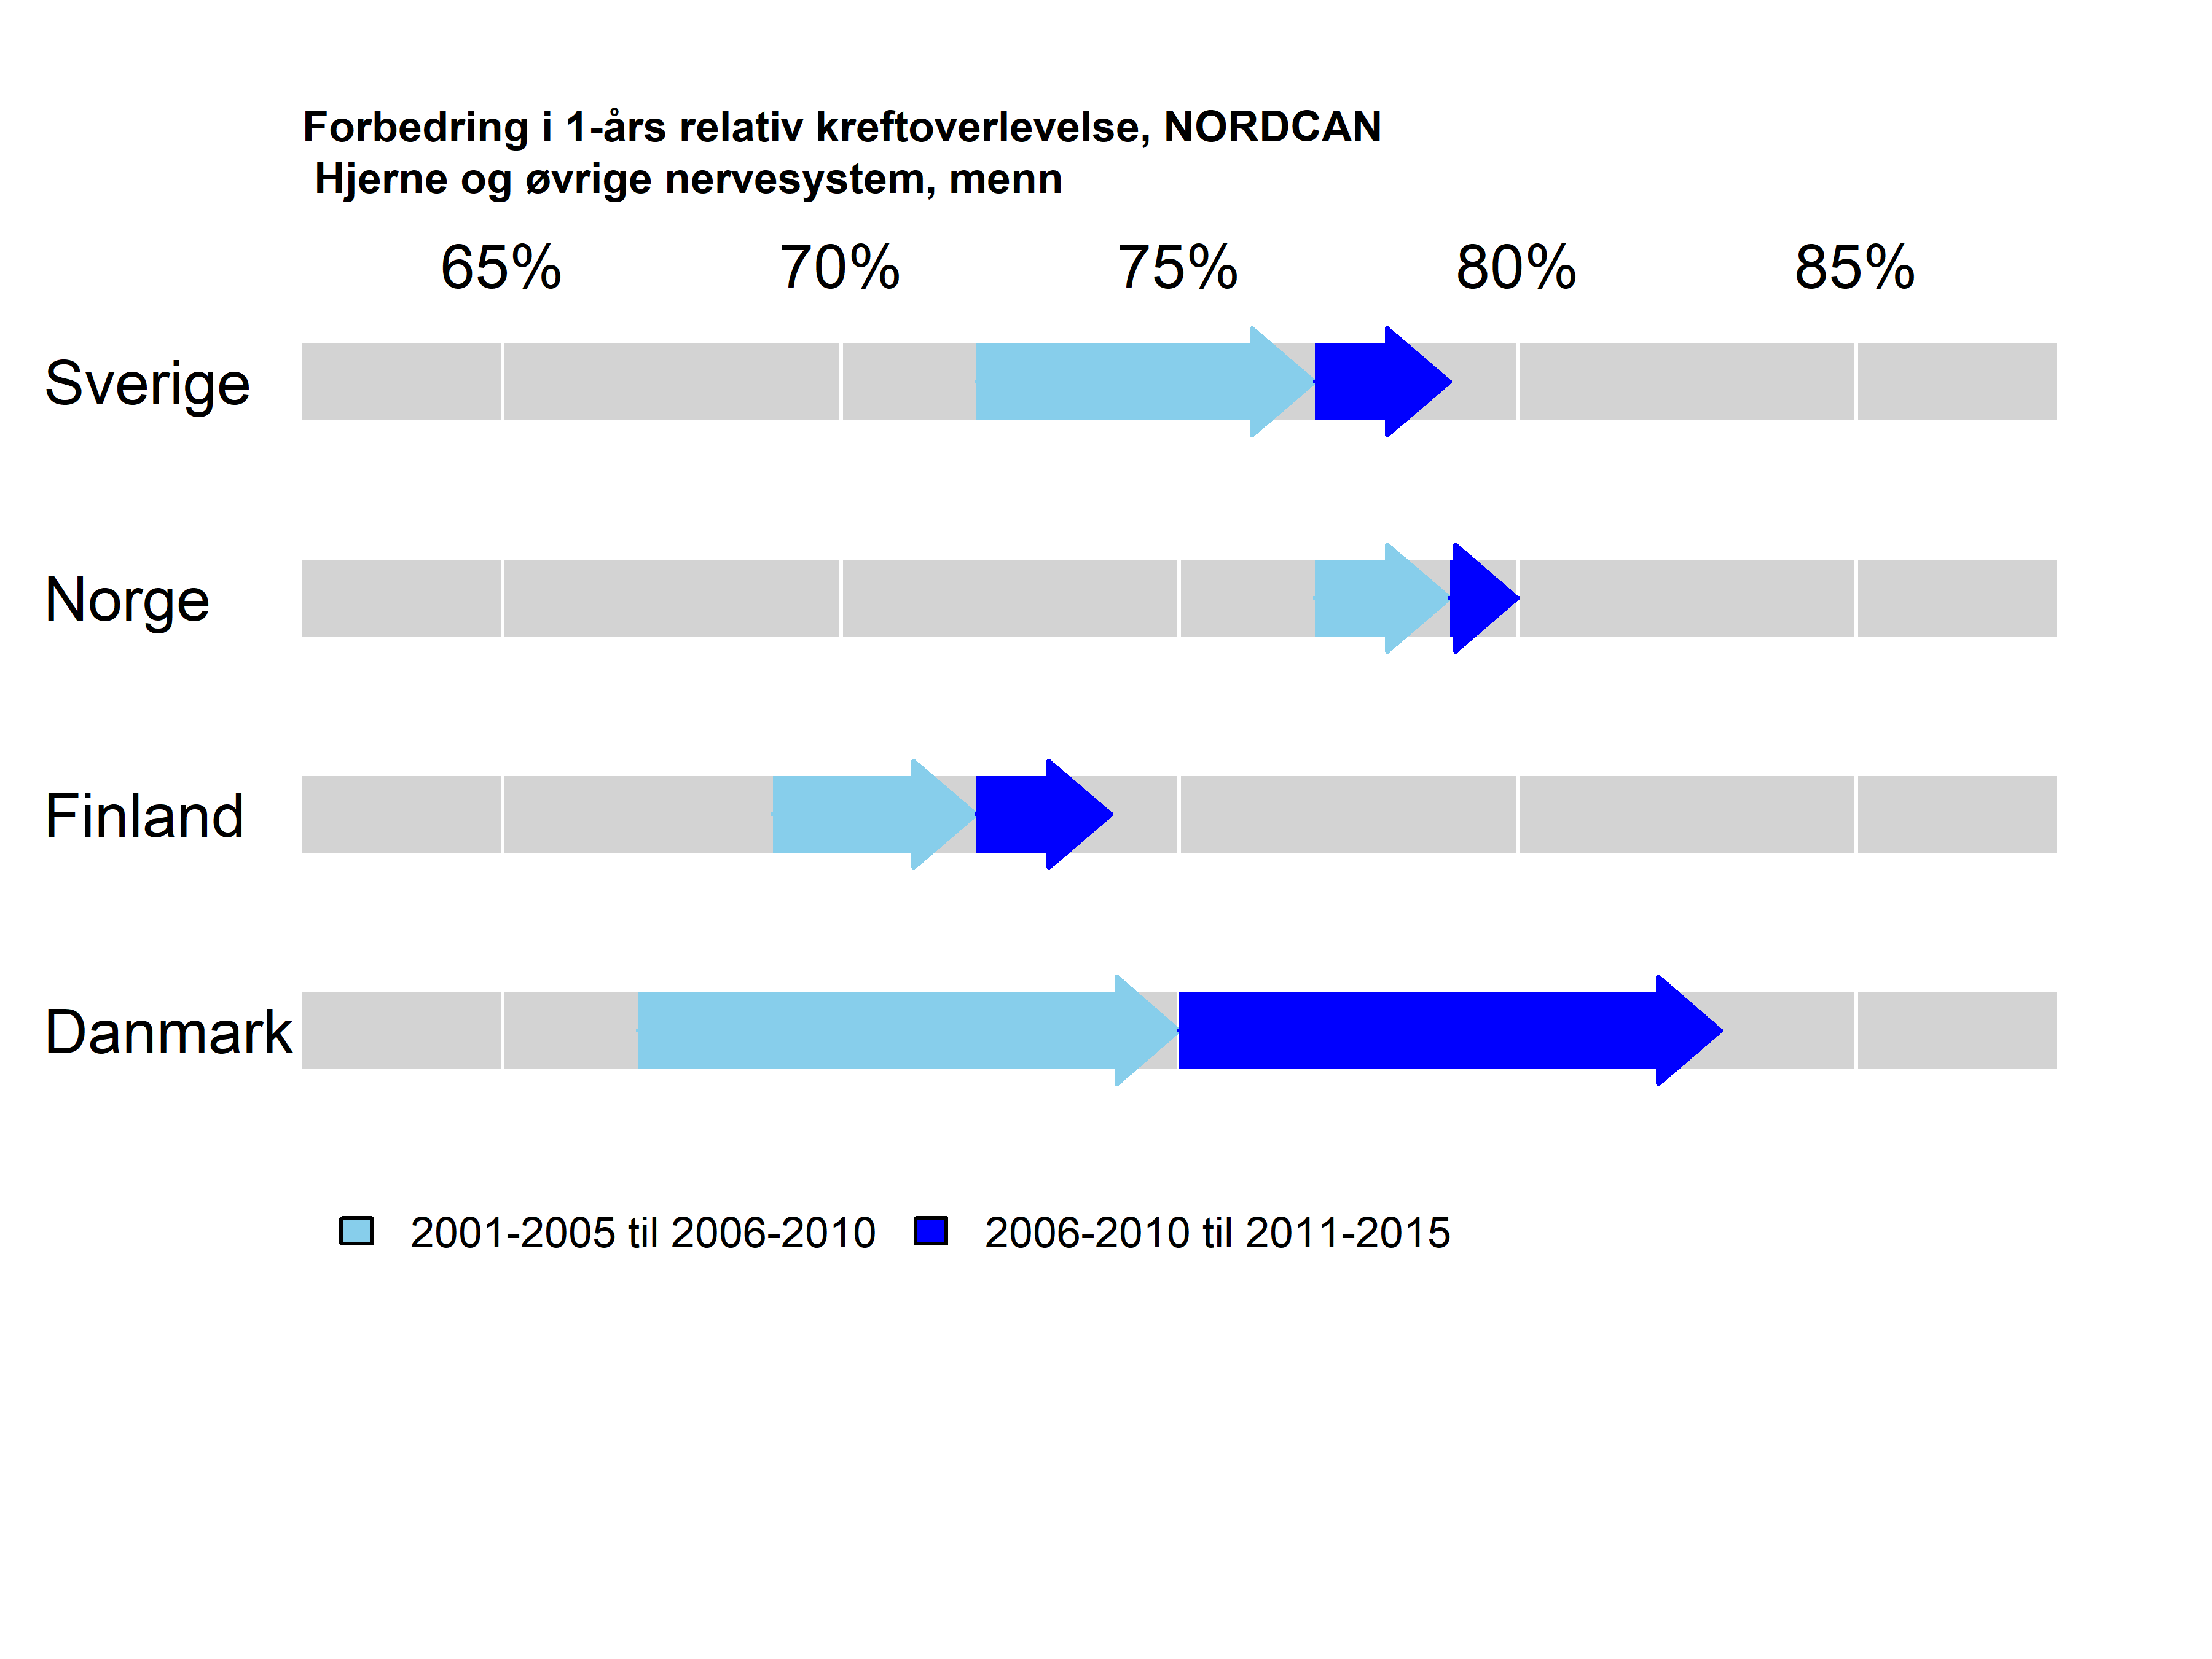 Forbedring i 1-års relativ kreftoverlevelse, NORDCAN
Hjerne og øvrige nervesystem, menn
65% 70% 75% 80% 85%
Sverige
Norge
Finland
Danmark
2001-2005 til 2006-2010 2006-2010 til 2011-2015